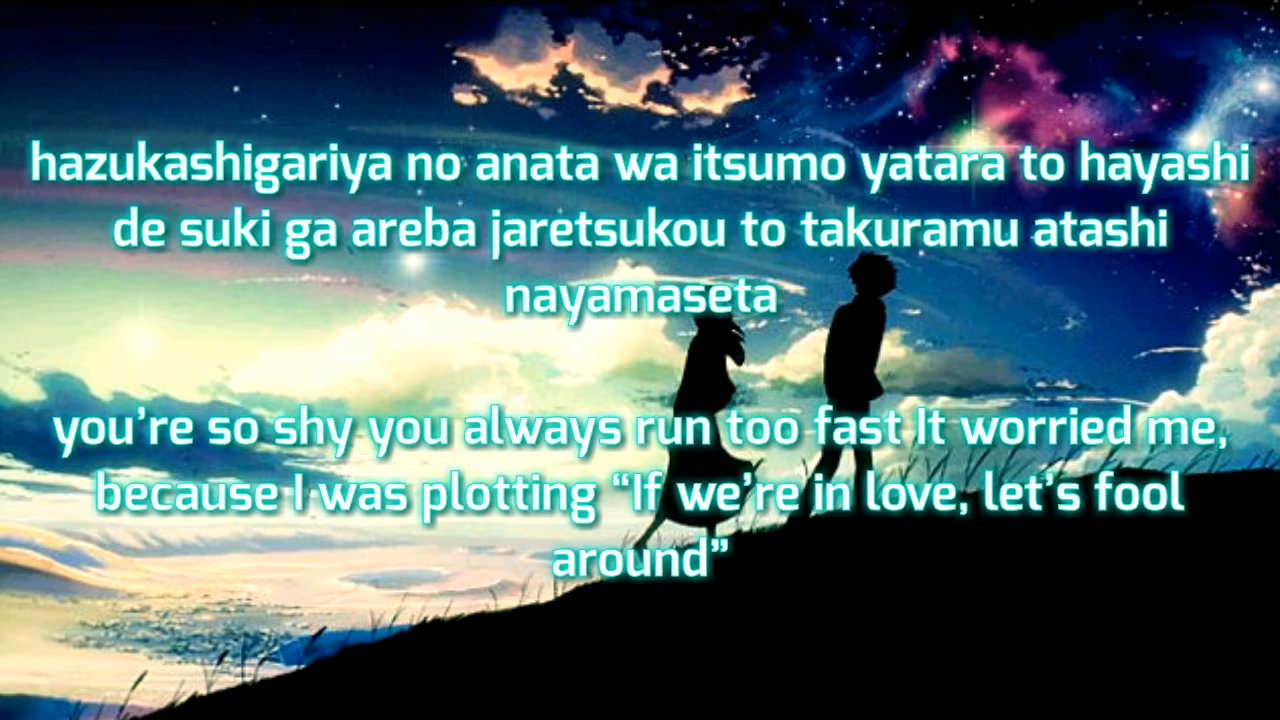 hazukashigariya no anata wa itsumo yatara to hayashi
de suki ga areba jaretsukou to takuramu atashi
nayamaseta
you’re so shy you always run too fast It worried me,
because I was plotting “If we’re in love, let’s fool
around”